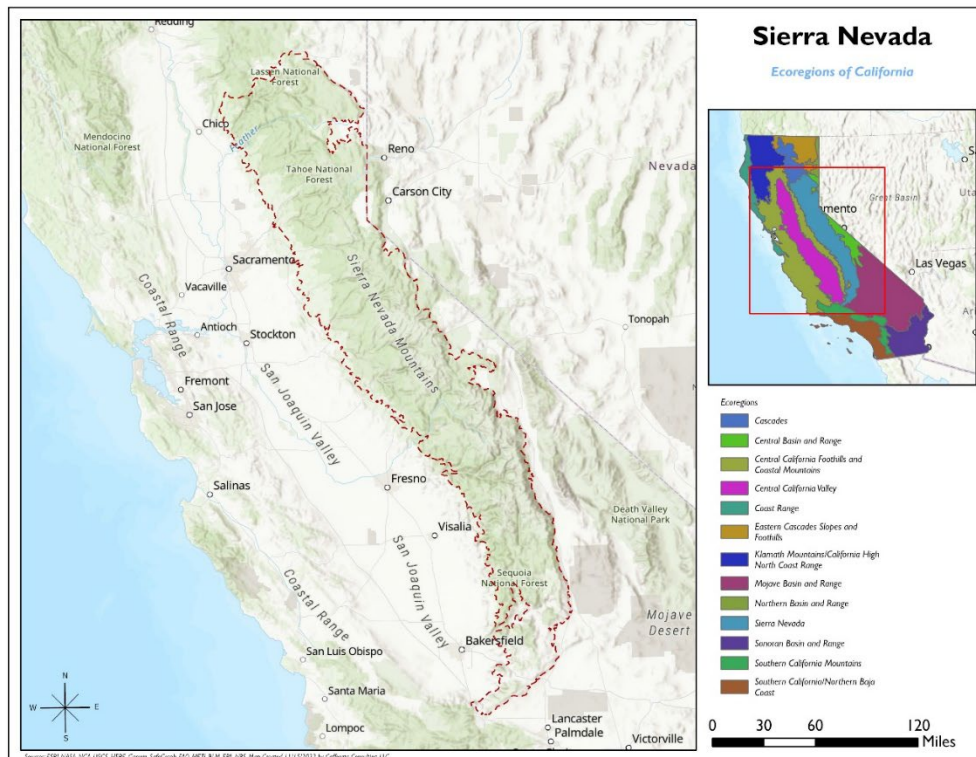 Sierra Nevada
Ecoregions of California
Redding
Lassen National
Forest
Chico
Feather
Mendocino
National Forest
Reno
Tahoe National
Forest
Carson City
Nevada
Sacramento
Sierra Nevada Mountains
Vacaville
Coastal Range
Antioch
Stockton
Tonopah
Fremont
San Jose
San Joaquin Valley
Salinas
Fresno
Death Valley
National Park
Visalia
San Joaquin Valley
Sequoia
National Forest
Coastal Range
Mojave
Desert
Bakersfield
San Luis Obispo
N
W
E
S
Santa Maria
Lompoc
Lancaster
Palmdale
Victorville
Great Basin
Las Vegas
Ecoregions
Cascades
Central Basin and Range
Central California Foothills and
Coastal Mountains
Central California Valley
Coast Range
Eastern Cascades Slopes and
Foothills
Klamath Mountains/California High
North Coast Range
Mojave Basin and Range
Northern Basin and Range
Sierra Nevada
Sonoran Basin and Range
Southern California Mountains
Southern California/Northern Baja
Coast
0 30 60 120
Miles